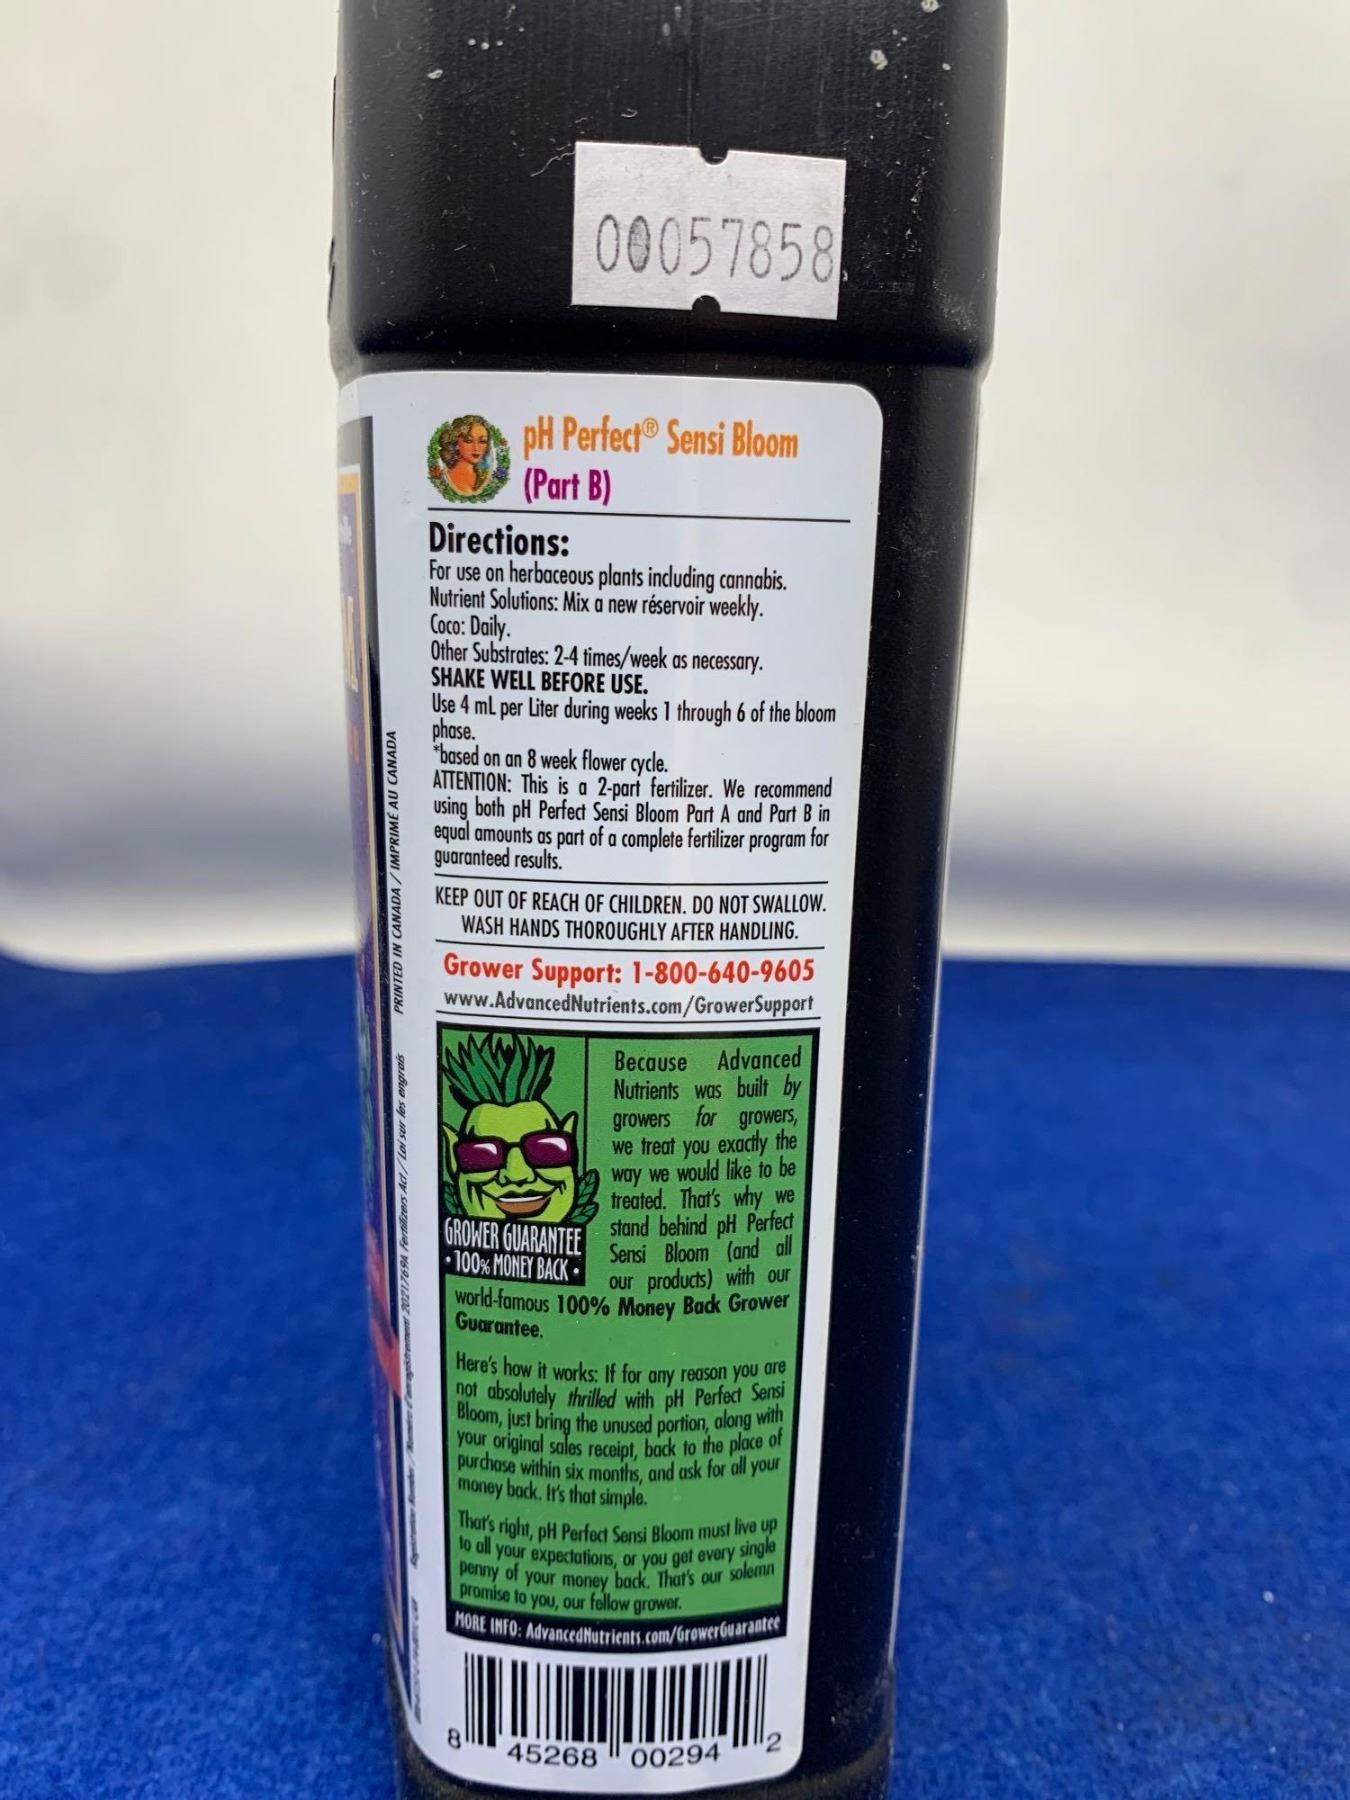 00057858
pH Perfect® Sensi Bloom
(Part B)
Directions:
For use on herbaceous plants including cannabis.
Nutrient Solutions: Mix a new réservoir weekly.
Coco: Daily.
Other Substrates: 2-4 times/week as necessary.
SHAKE WELL BEFORE USE.
Use 4 mL per Liter during weeks 1 through 6 of the bloom
phase.
*based on an 8 week flower cycle.
ATTENTION: This is a 2-part fertilizer. We recommend
using both pH Perfect Sensi Bloom Part A and Part B in
equal amounts as part of a complete fertilizer program for
guaranteed results.
KEEP OUT OF REACH OF CHILDREN. DO NOT SWALLOW.
WASH HANDS THOROUGHLY AFTER HANDLING.
Grower Support: 1-800-640-9605
www.AdvancedNutrients.com/GrowerSupport
GROWER GUARANTEE
• 100% MONEY BACK •
Because Advanced
Nutrients was built by
growers for growers,
we treat you exactly the
way we would like to be
treated. That's why we
stand behind pH Perfect
Sensi Bloom (and all
our products) with our
world-famous 100% Money Back Grower
Guarantee.
Here's how it works: If for any reason you are
not absolutely thrilled with pH Perfect Sensi
Bloom, just bring the unused portion, along with
your original sales receipt, back to the place of
purchase within six months, and ask for all your
money back. It's that simple.
That's right, pH Perfect Sensi Bloom must live up
to all your expectations, or you get every single
penny of your money back. That's our solemn
promise to you, our fellow grower.
MORE INFO: AdvancedNutrients.com/GrowerGuarantee
8 45268 00294 2
PRINTED IN CANADA / IMPRIMÉ AU CANADA
Registration Number / Numéro d'enregistrement 2021769A Fertilizers Act / Loi sur les engrais